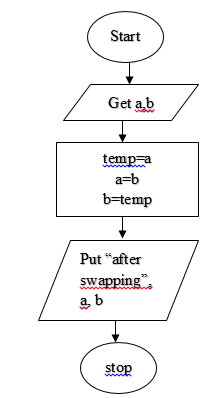 Start
Get a,b
temp=a
a=b
b=temp
Put “after
swapping”,
a, b
stop